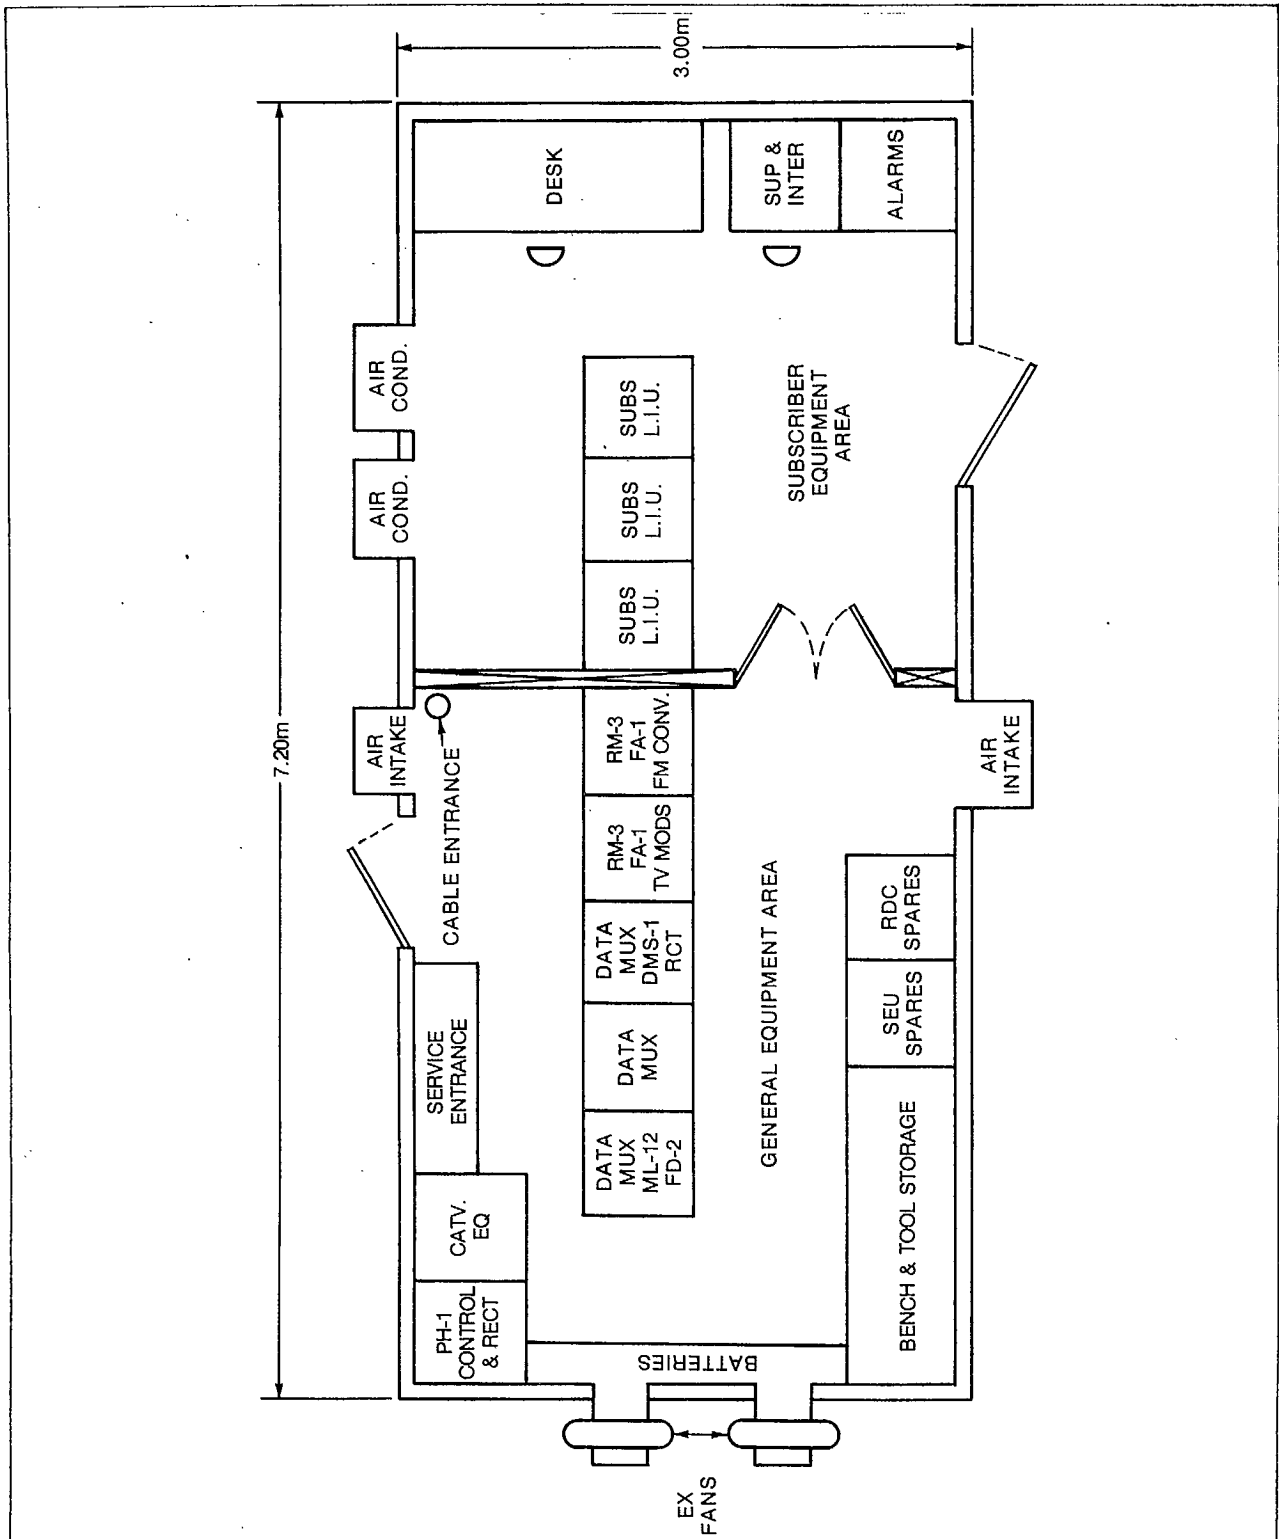 7.20m
3.00m
AIR
INTAKE
AIR
COND.
AIR
COND.
PH-1
CONTROL
& RECT
CATV.
EQ
SERVICE
ENTRANCE
CABLE ENTRANCE
DESK
EX
FANS
BATTERIES
DATA
MUX
ML-12
FD-2
DATA
MUX
DATA
MUX
DMS-1
RCT
RM-3
FA-1
TV MODS
RM-3
FA-1
FM CONV.
SUBS
L.I.U.
SUBS
L.I.U.
SUBS
L.I.U.
SUP &
INTER
ALARMS
GENERAL EQUIPMENT AREA
SUBSCRIBER
EQUIPMENT
AREA
BENCH & TOOL STORAGE
SEU
SPARES
RDC
SPARES
AIR
INTAKE